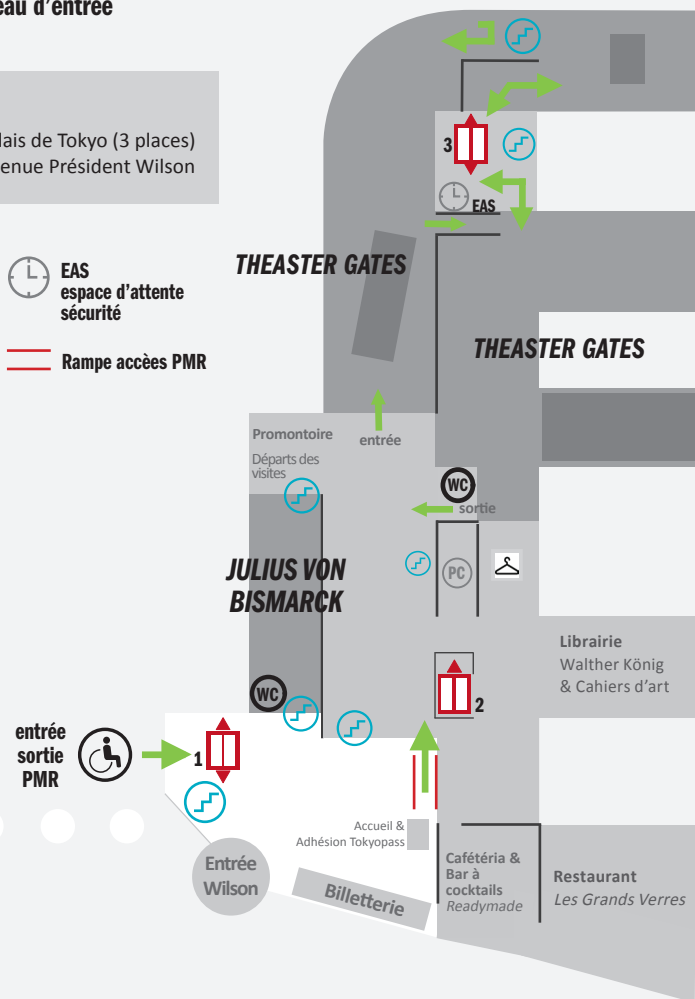 eau d'entrée
lais de Tokyo (3 places)
enue Président Wilson
EAS
espace d'attente
sécurité
Rampe accèes PMR
3
EAS
THEASTER GATES
THEASTER GATES
Promontoire
Départs des
visites
entrée
WC
sortie
PC
JULIUS VON
BISMARCK
WC
Librairie
Walther König
& Cahiers d'art
2
entrée
sortie
PMR
1
Accueil &
Adhésion Tokyopass
Entrée
Wilson
Billetterie
Cafétéria &
Bar à
cocktails
Readymade
Restaurant
Les Grands Verres